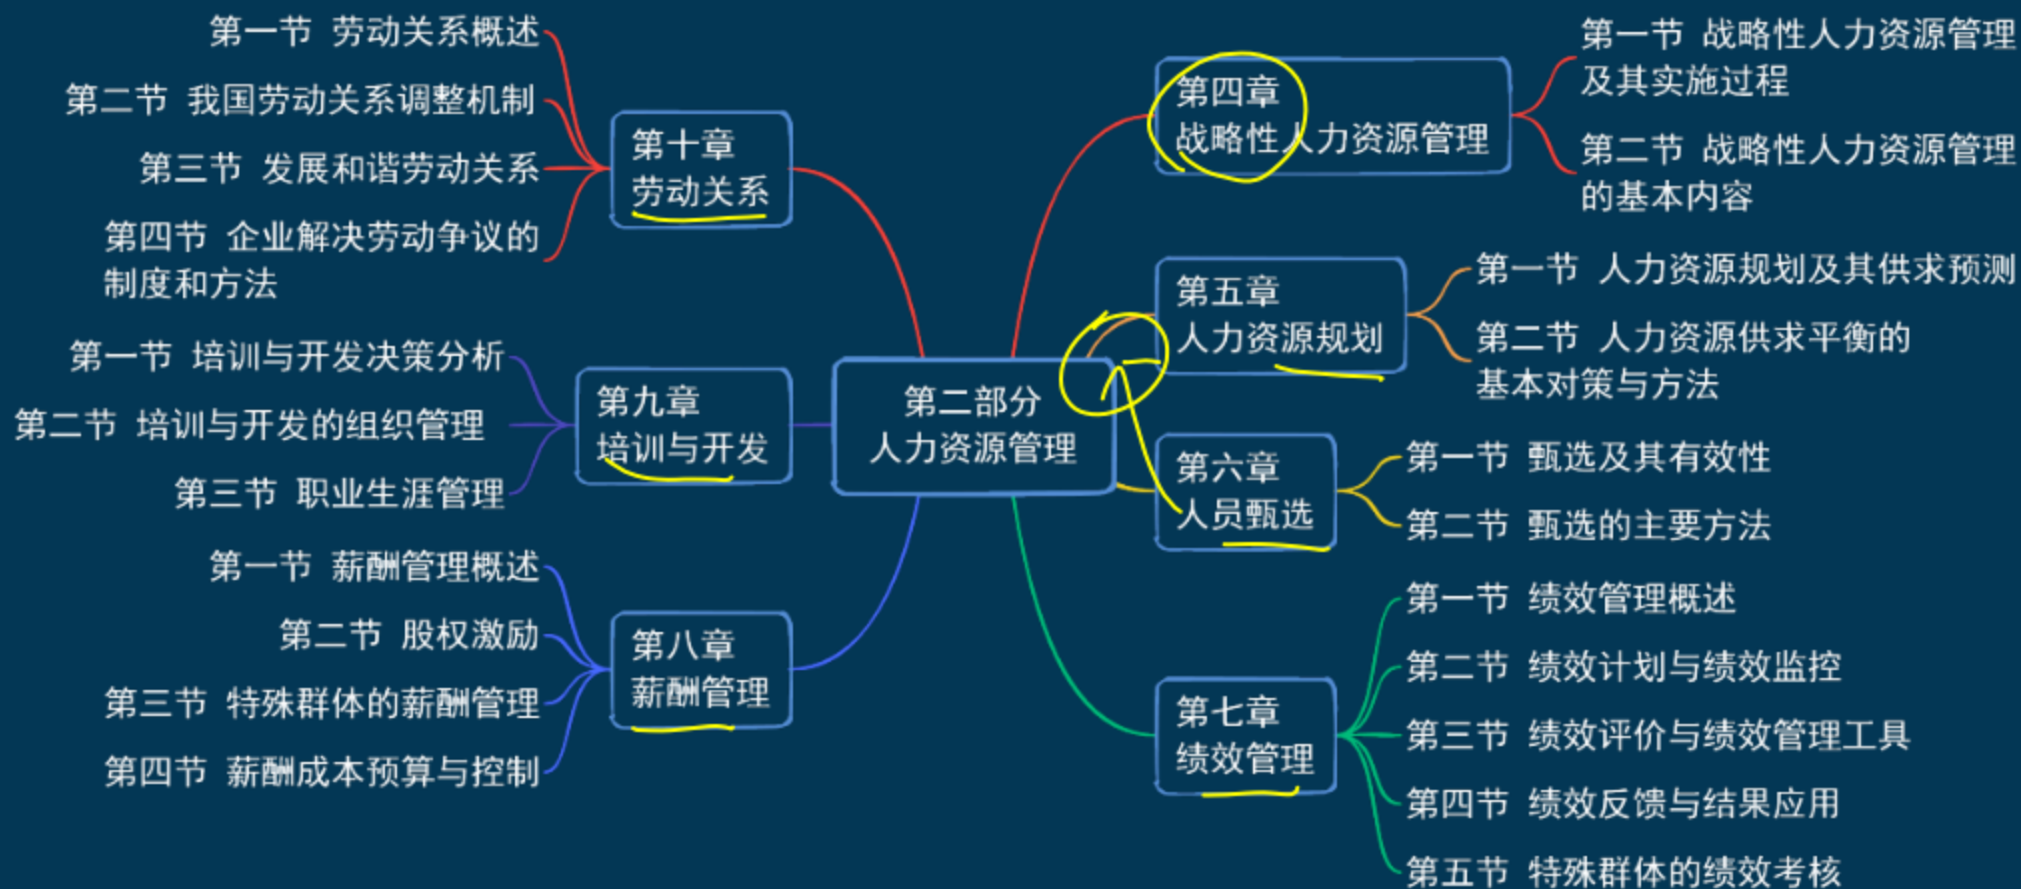 第二部分
人力资源管理
第四章
战略性人力资源管理
第一节 战略性人力资源管理
及其实施过程
第二节 战略性人力资源管理
的基本内容
第五章
人力资源规划
第一节 人力资源规划及其供求预测
第二节 人力资源供求平衡的
基本对策与方法
第六章
人员甄选
第一节 甄选及其有效性
第二节 甄选的主要方法
第七章
绩效管理
第一节 绩效管理概述
第二节 绩效计划与绩效监控
第三节 绩效评价与绩效管理工具
第四节 绩效反馈与结果应用
第五节 特殊群体的绩效考核
第八章
薪酬管理
第一节 薪酬管理概述
第二节 股权激励
第三节 特殊群体的薪酬管理
第四节 薪酬成本预算与控制
第九章
培训与开发
第一节 培训与开发决策分析
第二节 培训与开发的组织管理
第三节 职业生涯管理
第十章
劳动关系
第一节 劳动关系概述
第二节 我国劳动关系调整机制
第三节 发展和谐劳动关系
第四节 企业解决劳动争议的
制度和方法